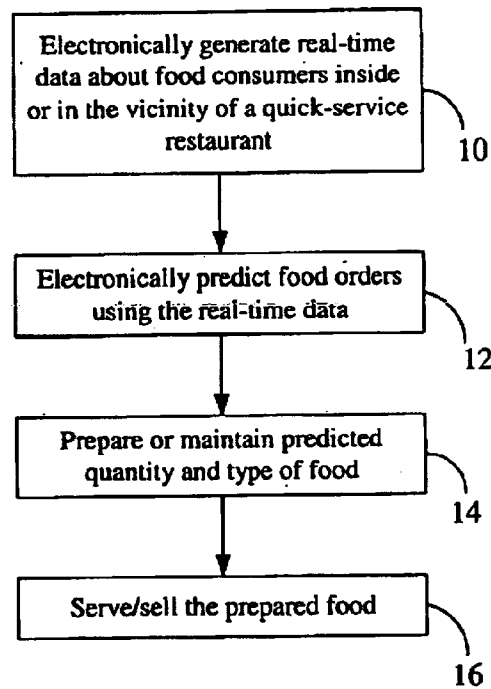 Electronically generate real-time
data about food consumers inside
or in the vicinity of a quick-service
restaurant
10
Electronically predict food orders
using the real-time data
12
Prepare or maintain predicted
quantity and type of food
14
Serve/sell the prepared food
16